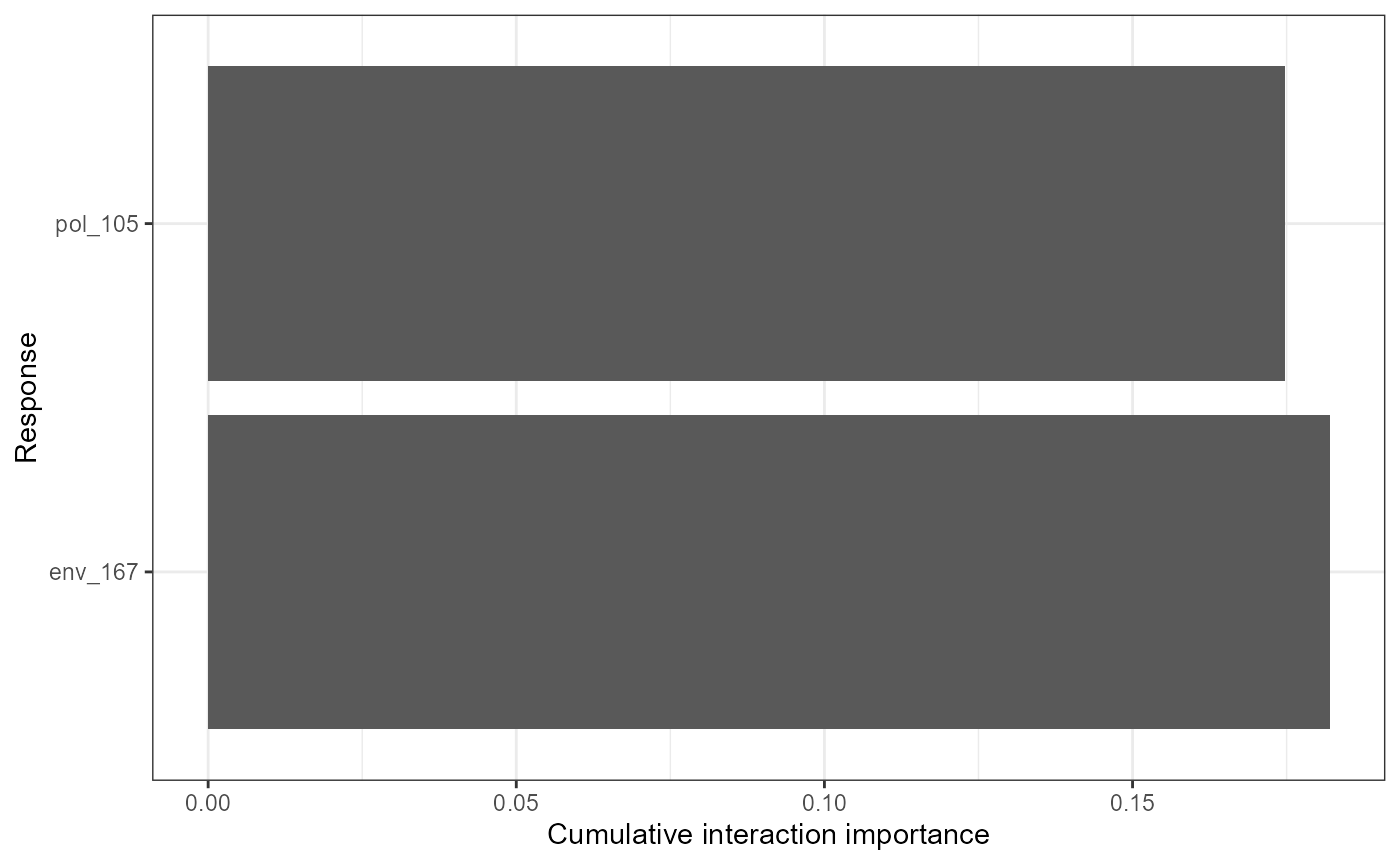 Response
pol_105
env_167
0.00
0.05
0.10
0.15
Cumulative interaction importance